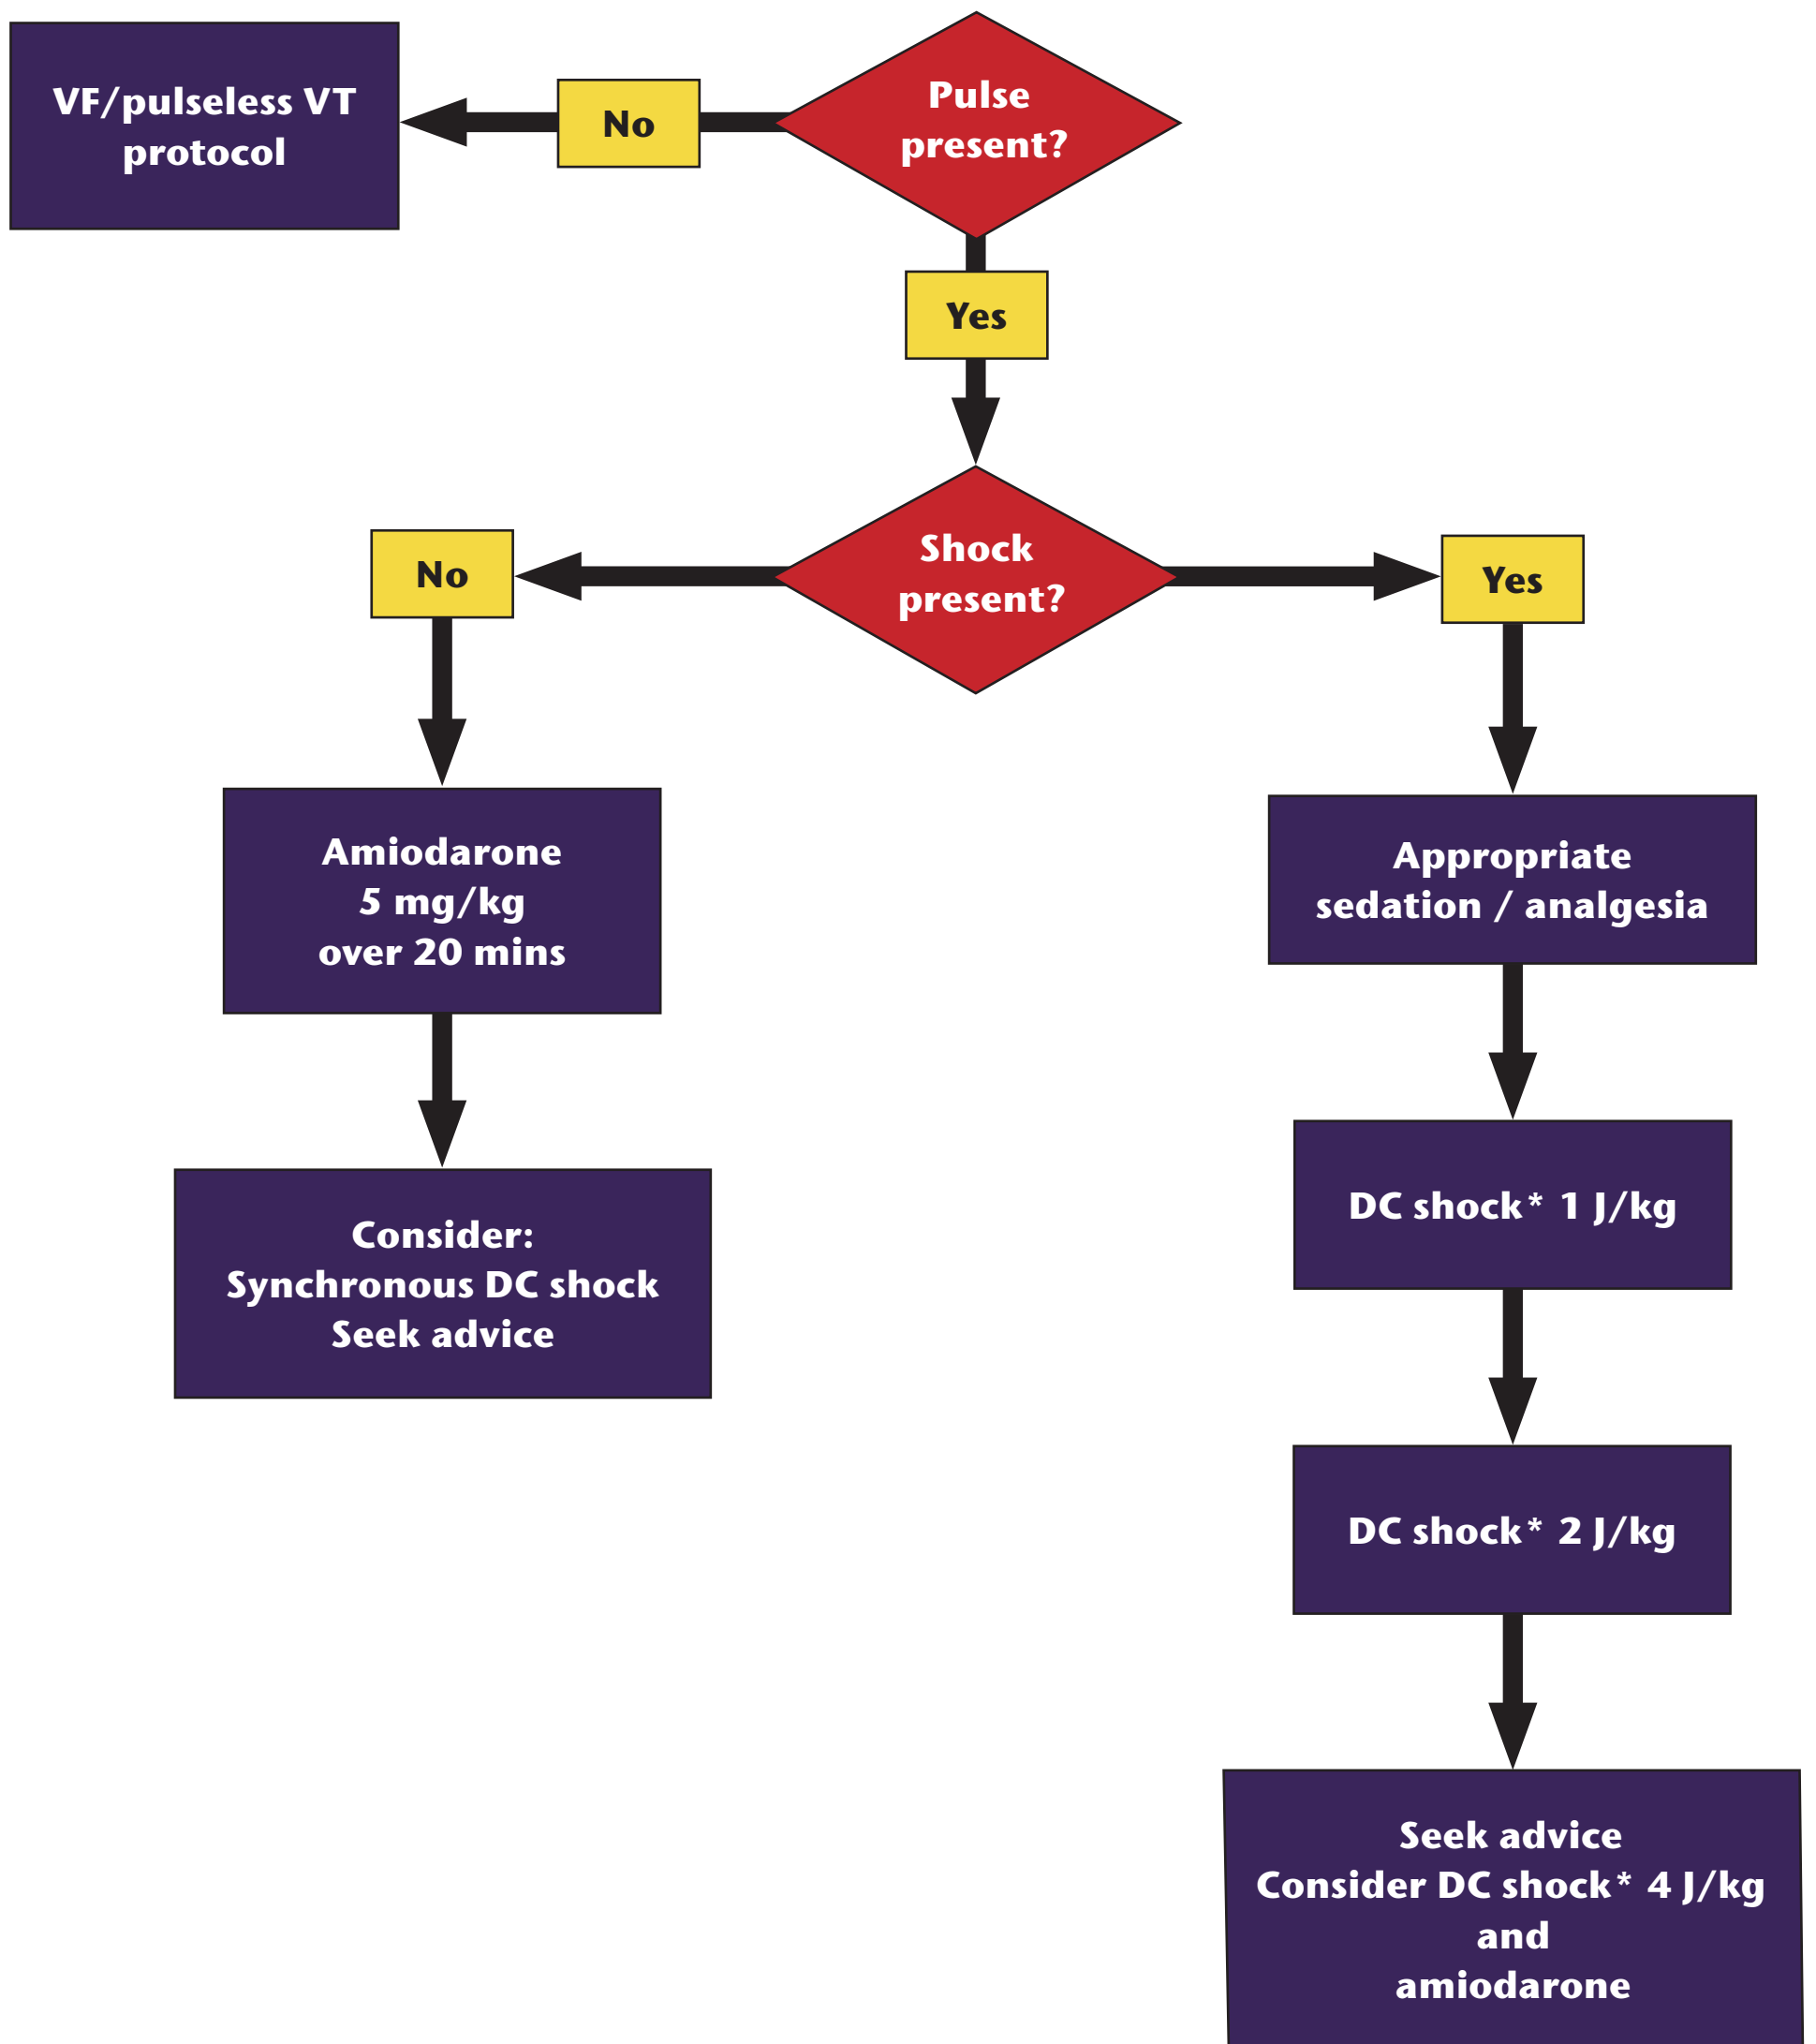 VF/pulseless VT
protocol
No
Pulse
present?
Yes
No
Shock
present?
Yes
Amiodarone
5 mg/kg
over 20 mins
Appropriate
sedation / analgesia
Consider:
Synchronous DC shock
Seek advice
DC shock* 1 J/kg
DC shock* 2 J/kg
Seek advice
Consider DC shock* 4 J/kg
and
amiodarone